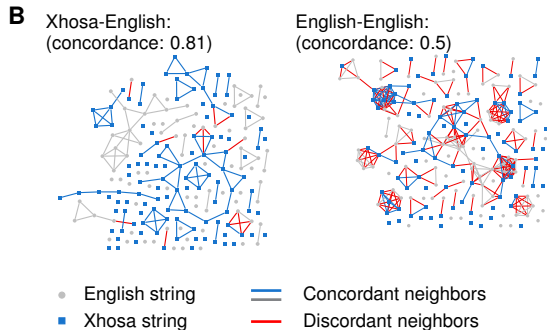 B
Xhosa-English:
(concordance: 0.81)
English-English:
(concordance: 0.5)
English string
Xhosa string
Concordant neighbors
Discordant neighbors